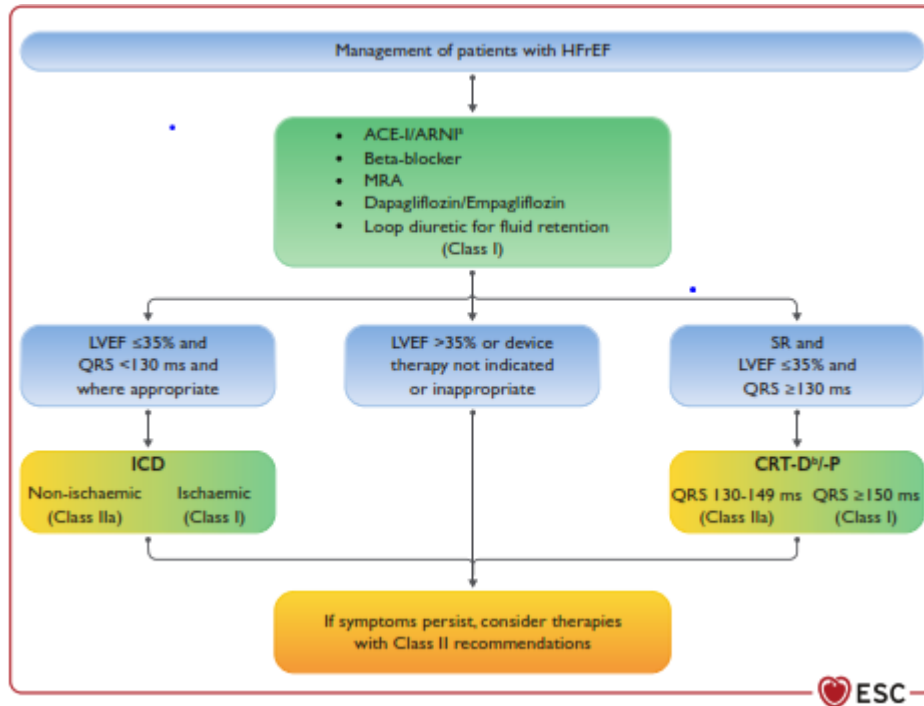 Management of patients with HFrEF
• ACE-I/ARNIᵃ
• Beta-blocker
• MRA
• Dapagliflozin/Empagliflozin
• Loop diuretic for fluid retention
(Class I)
LVEF ≤35% and
QRS <130 ms and
where appropriate
LVEF >35% or device
therapy not indicated
or inappropriate
SR and
LVEF ≤35% and
QRS ≥130 ms
ICD
Non-ischaemic
(Class IIa)
Ischaemic
(Class I)
CRT-Dᵇ/-P
QRS 130-149 ms
(Class IIa)
QRS ≥150 ms
(Class I)
If symptoms persist, consider therapies
with Class II recommendations
ESC